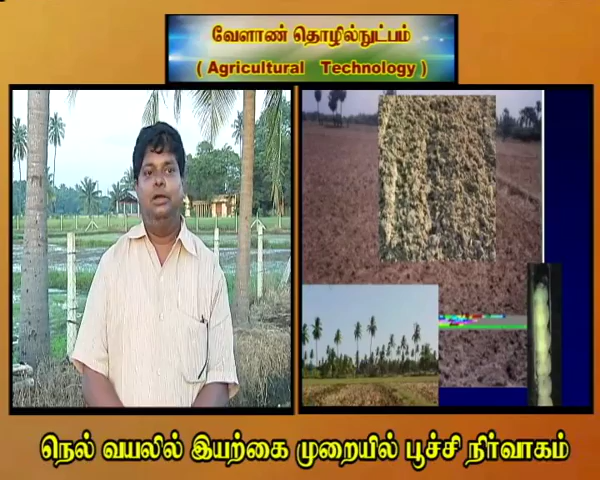 வேளாண் தொழில்நுட்பம்
( Agricultural Technology )
நெல் வயலில் இயற்கை முறையில் பூச்சி நிர்வாகம்